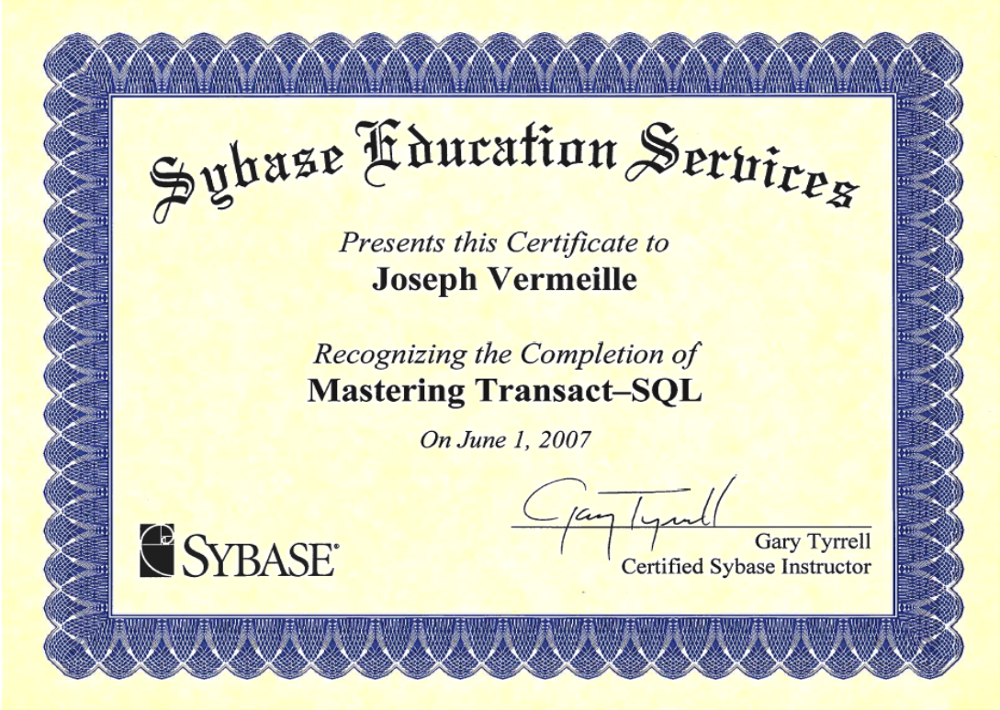 Sybase Education Services
Presents this Certificate to
Joseph Vermeille
Recognizing the Completion of
Mastering Transact–SQL
On June 1, 2007
Gary Tyrrell
Gary Tyrrell
Certified Sybase Instructor
SYBASE®